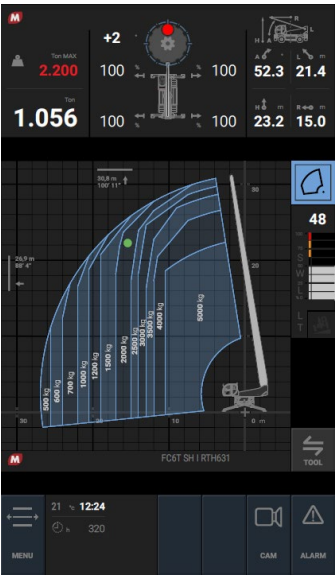 M
R
H A L
Ton MAX
2.200
Ton
1.056
+2 °
100 % % 100
100 % % 100
A ° L m
52.3 21.4
H m R m
23.2 15.0
30,8 m
100' 11"
30
26,9 m
88' 4"
20
10
500 kg
600 kg
700 kg
1000 kg
1200 kg
1500 kg
2000 kg
2500 kg
3000 kg
3500 kg
4000 kg
5000 kg
30 20 10 0 m
48
S
W
L
L
T
M
FC6T SH I RTH631
TOOL
21 °c 12:24
h 320
MENU
CAM
ALARM